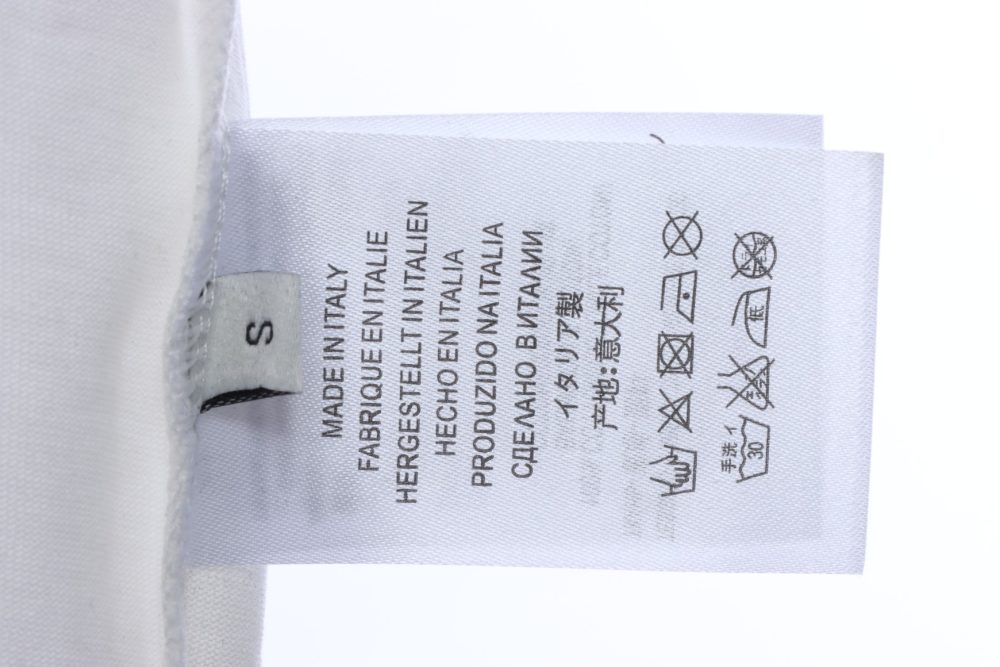 S
MADE IN ITALY
FABRIQUE EN ITALIE
HERGESTELLT IN ITALIEN
HECHO EN ITALIA
PRODUZIDO NA ITALIA
СДЕЛАНО В ИТАЛИИ
イタリア製
产地:意大利
手洗イ
30 低